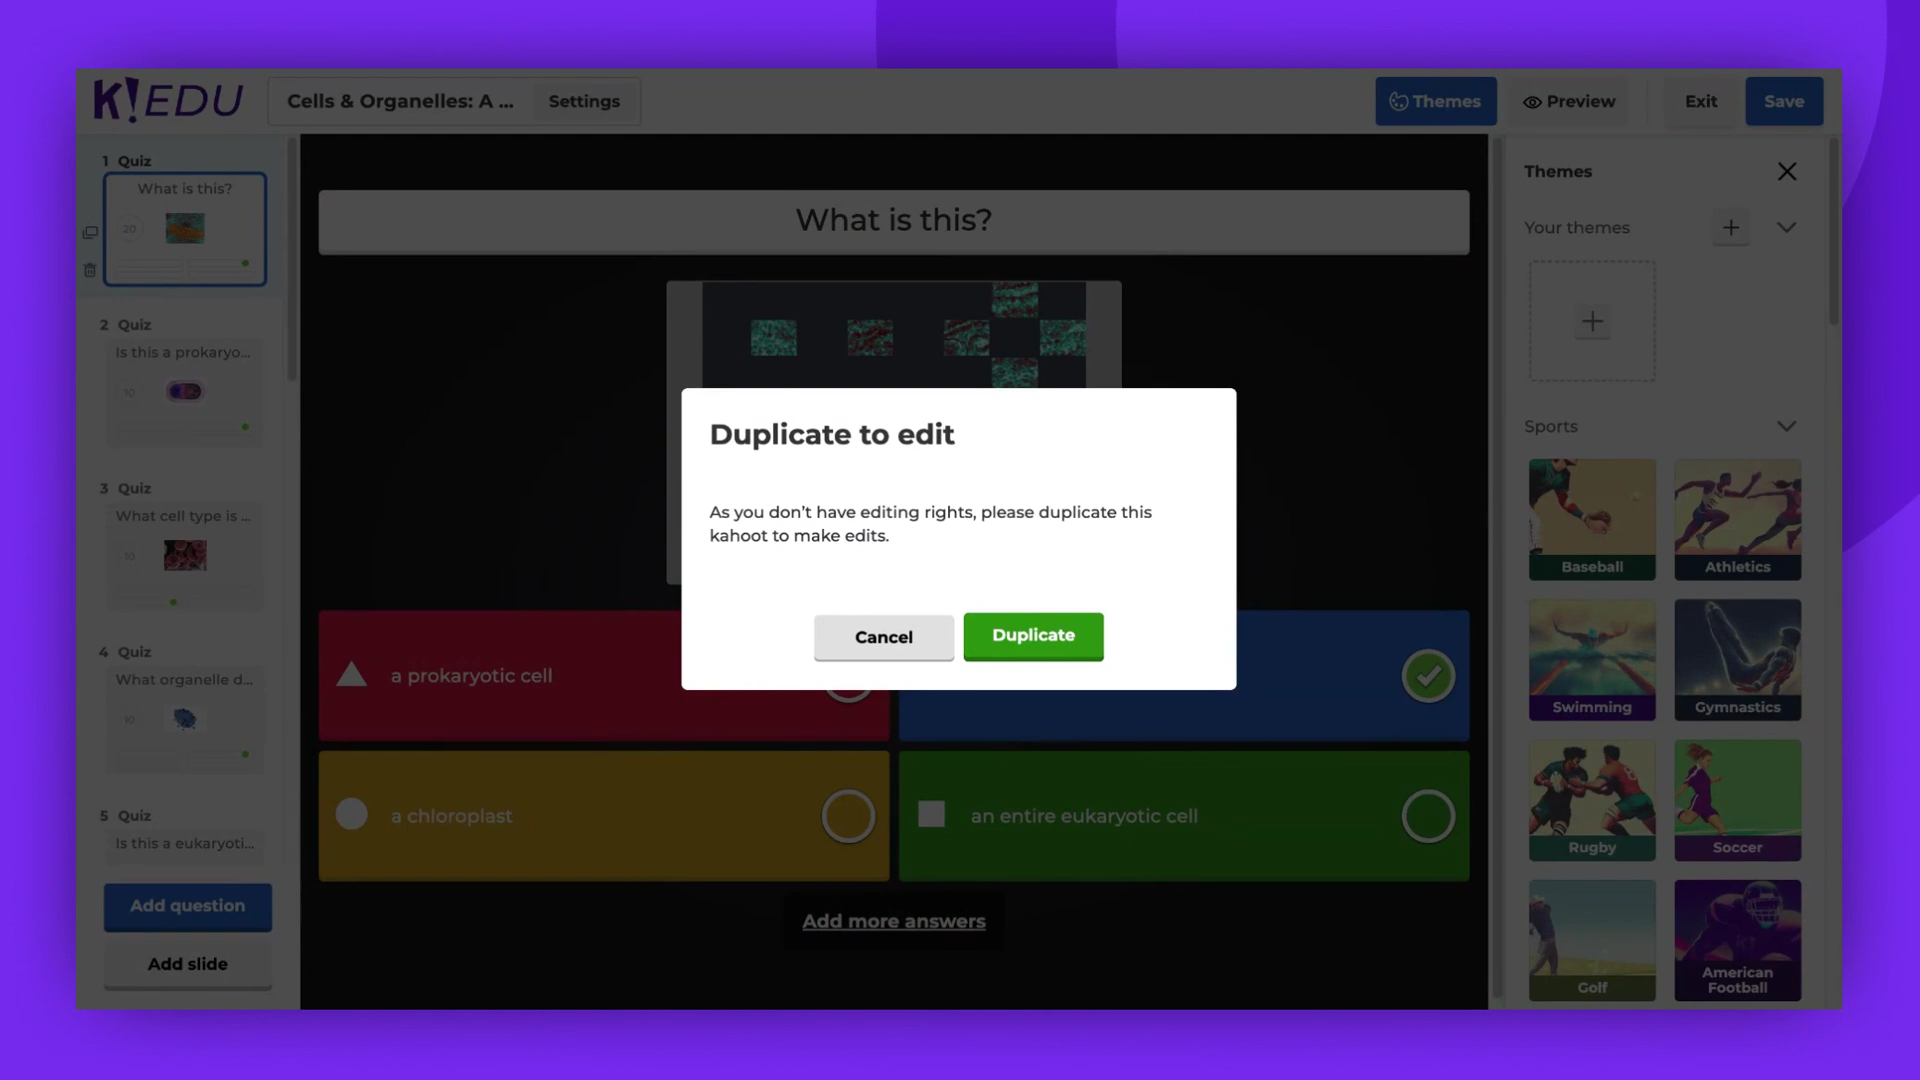 K!EDU
Cells & Organelles: A ...
Settings
Themes
Preview
Exit
Save
1 Quiz
What is this?
20
2 Quiz
Is this a prokaryo...
10
3 Quiz
What cell type is ...
10
4 Quiz
What organelle d...
10
5 Quiz
Is this a eukaryoti...
Add question
Add slide
What is this?
Duplicate to edit
As you don’t have editing rights, please duplicate this
kahoot to make edits.
Cancel
Duplicate
a prokaryotic cell
a chloroplast
an entire eukaryotic cell
Add more answers
Themes
Your themes
Sports
Baseball
Athletics
Swimming
Gymnastics
Rugby
Soccer
Golf
American
Football